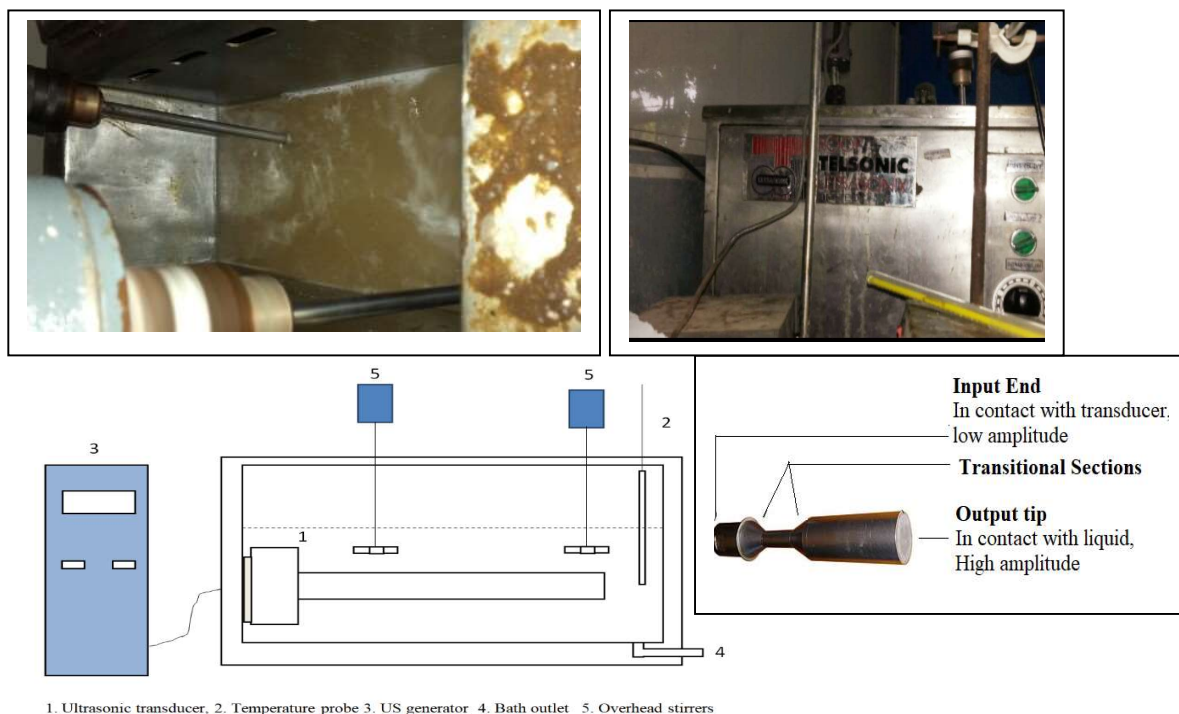 TELSONIC
Input End
In contact with transducer,
low amplitude
Transitional Sections
Output tip
In contact with liquid,
High amplitude
5
5
2
3
1
4
1. Ultrasonic transducer, 2. Temperature probe 3. US generator 4. Bath outlet 5. Overhead stirrers